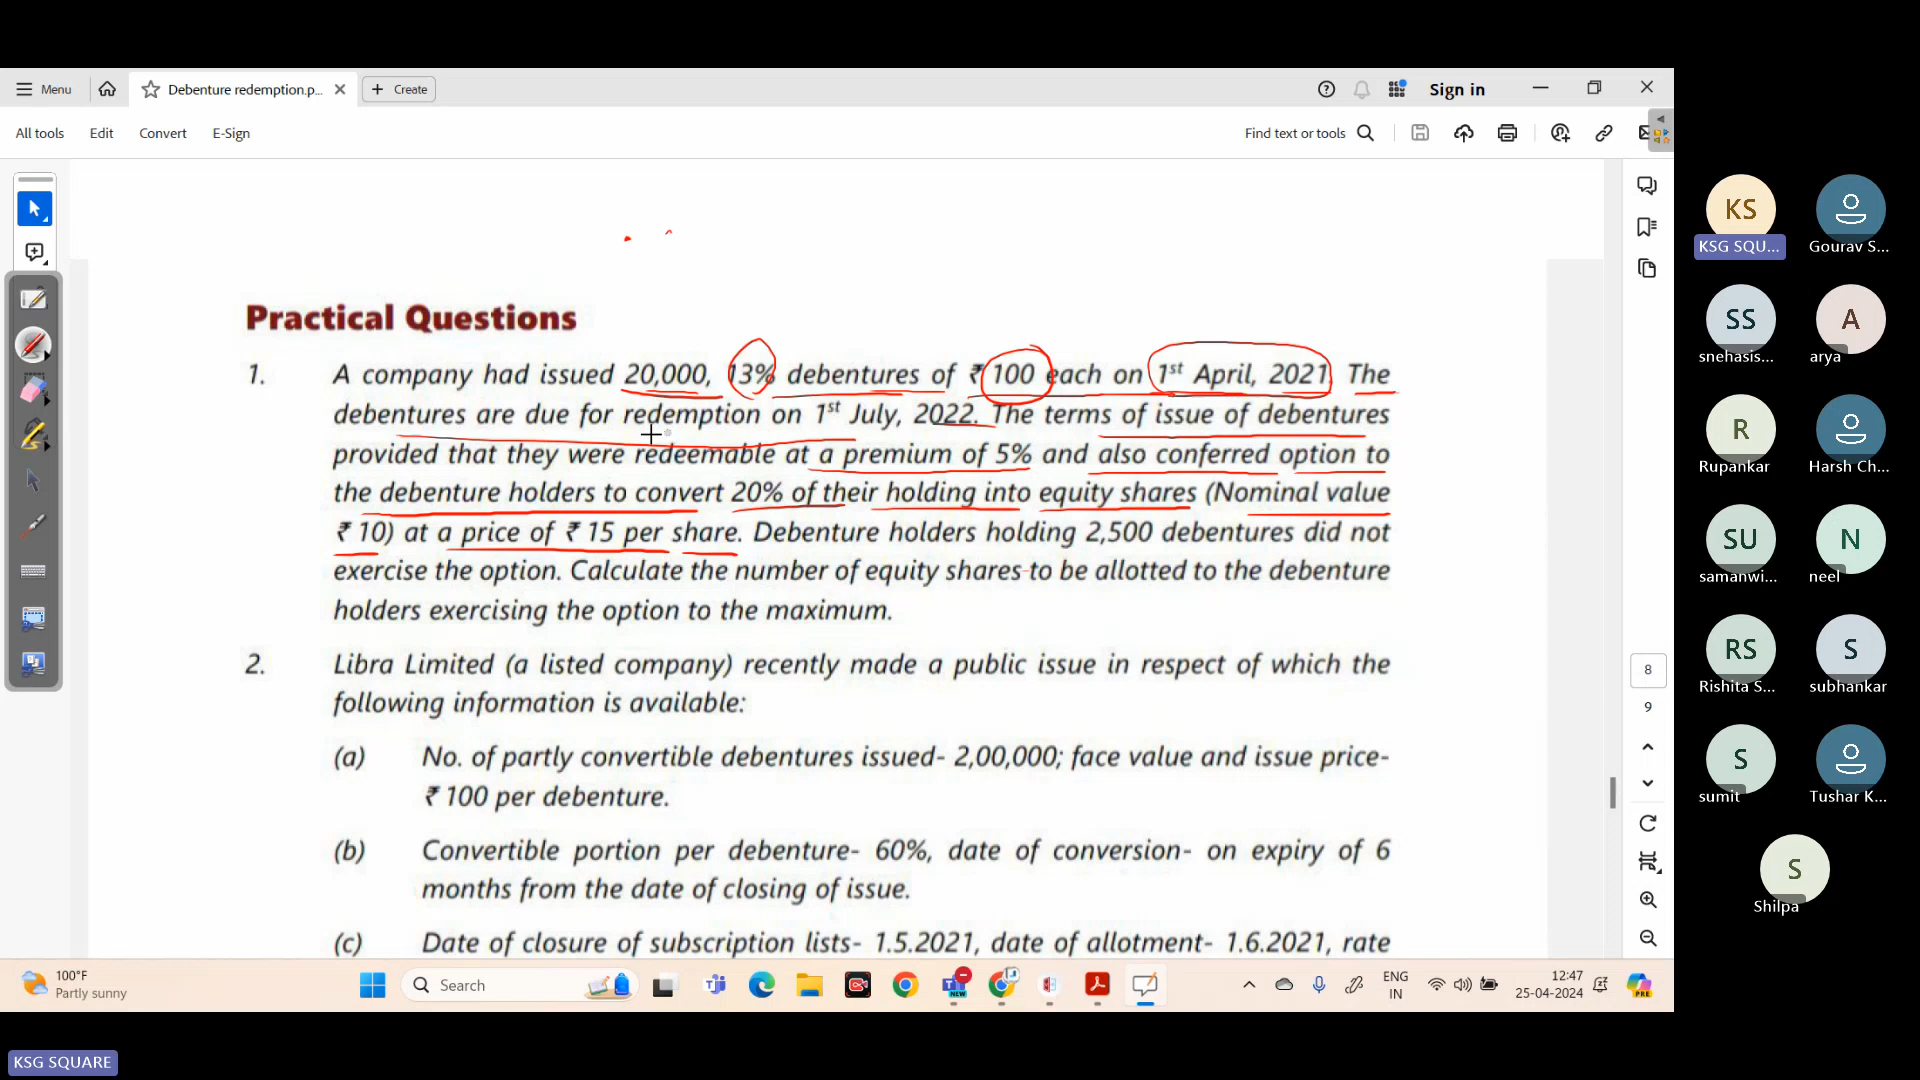 Menu
Debenture redemption.p...
Create
Sign in
All tools
Edit
Convert
E-Sign
Find text or tools
Practical Questions
1. A company had issued 20,000, 13% debentures of ₹ 100 each on 1st April, 2021. The
debentures are due for redemption on 1st July, 2022. The terms of issue of debentures
provided that they were redeemable at a premium of 5% and also conferred option to
the debenture holders to convert 20% of their holding into equity shares (Nominal value
₹ 10) at a price of ₹ 15 per share. Debenture holders holding 2,500 debentures did not
exercise the option. Calculate the number of equity shares to be allotted to the debenture
holders exercising the option to the maximum.
2. Libra Limited (a listed company) recently made a public issue in respect of which the
following information is available:
(a) No. of partly convertible debentures issued- 2,00,000; face value and issue price-
₹ 100 per debenture.
(b) Convertible portion per debenture- 60%, date of conversion- on expiry of 6
months from the date of closing of issue.
(c) Date of closure of subscription lists- 1.5.2021, date of allotment- 1.6.2021, rate
8
9
KS
KSG SQU...
Gourav S...
SS
snehasis...
A
arya
R
Rupankar
Harsh Ch...
SU
samanwi...
N
neel
RS
Rishita S...
S
subhankar
S
sumit
Tushar K...
S
Shilpa
100°F
Partly sunny
Search
NEW
ENG
IN
12:47
25-04-2024
PRE
KSG SQUARE